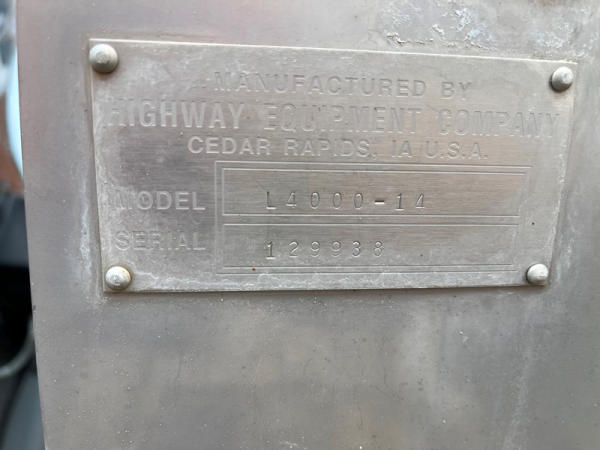 MANUFACTURED BY
HIGHWAY EQUIPMENT COMPANY
CEDAR RAPIDS, IA U.S.A.
MODEL L4000-14
SERIAL 129938